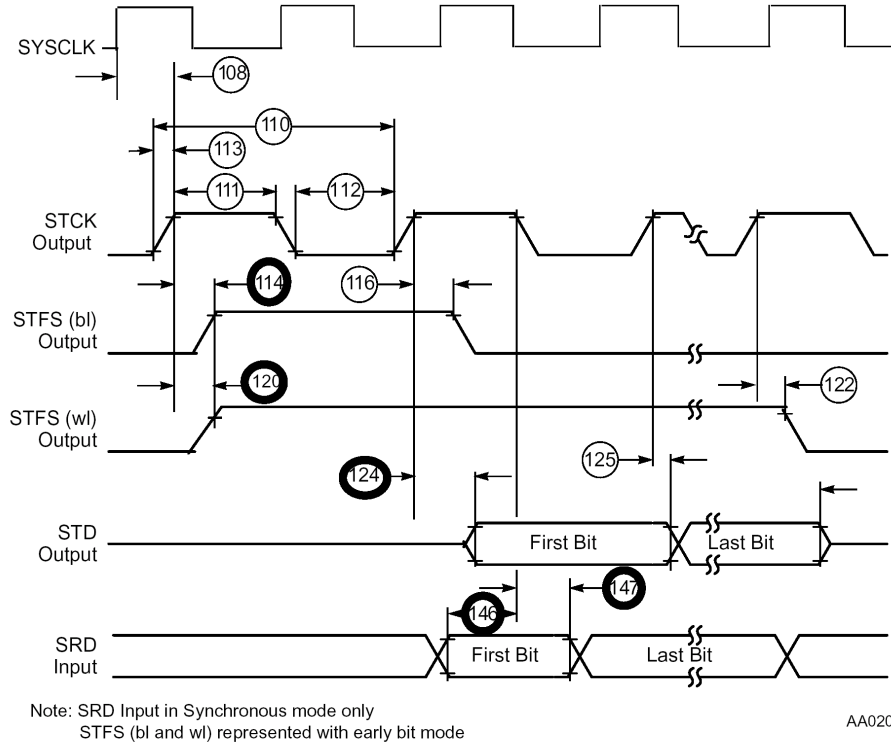 SYSCLK
108
110
113
111
112
STCK
Output
114
116
STFS (bl)
Output
120
122
STFS (wl)
Output
124
125
STD
Output
First Bit
Last Bit
147
146
SRD
Input
First Bit
Last Bit
Note: SRD Input in Synchronous mode only
STFS (bl and wl) represented with early bit mode
AA020